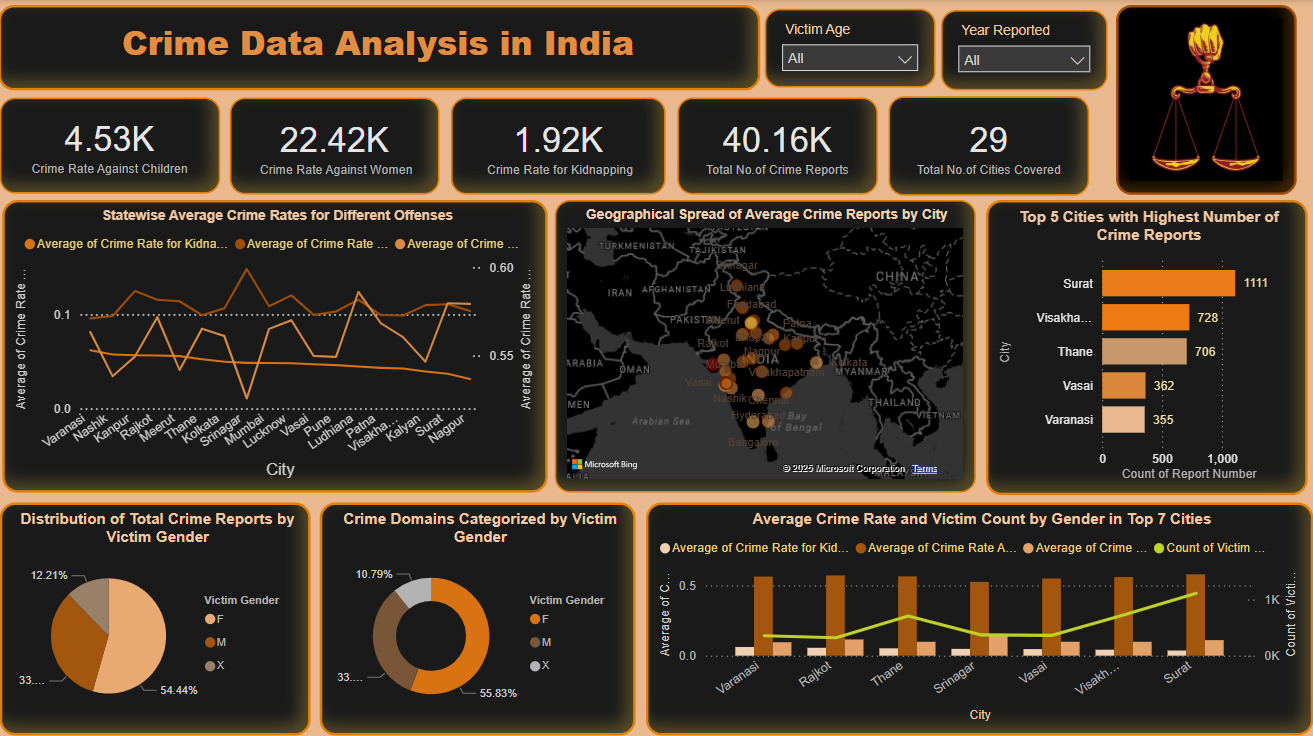 Crime Data Analysis in India
Victim Age
All
Year Reported
All
4.53K
Crime Rate Against Children
22.42K
Crime Rate Against Women
1.92K
Crime Rate for Kidnapping
40.16K
Total No.of Crime Reports
29
Total No.of Cities Covered
Statewise Average Crime Rates for Different Offenses
Average of Crime Rate for Kidna...
Average of Crime Rate ...
Average of Crime ...
Average of Crime Rate ...
0.1
0.0
0.60
0.55
Average of Crime Rate ...
Varanasi
Nashik
Kanpur
Rajkot
Meerut
Thane
Kolkata
Srinagar
Mumbai
Lucknow
Vasai
Pune
Ludhiana
Patna
Visakha...
Kalyan
Surat
Nagpur
City
Geographical Spread of Average Crime Reports by City
TURKMENISTAN
TAJIKISTAN
Srinagar
CHINA
IRAN
AFGHANISTAN
Ludhiana
Faridabad
PAKISTAN
Meerut
Patna
Kanpur
Bhopal
Rajkot
Nagpur
INDIA
Kolkata
ARABIA
OMAN
Mumbai
Visakhapatnam
MYANMAR
Vasai
Nashik
Chennai
THAILAND
VIETNAM
Arabian Sea
Hyderabad
Bay
of Bengal
Bangalore
Microsoft Bing
© 2025 Microsoft Corporation
Terms
Top 5 Cities with Highest Number of
Crime Reports
City
Surat
1111
Visakha...
728
Thane
706
Vasai
362
Varanasi
355
0
500
1,000
Count of Report Number
Distribution of Total Crime Reports by
Victim Gender
12.21%
33....
54.44%
Victim Gender
F
M
X
Crime Domains Categorized by Victim
Gender
10.79%
33....
55.83%
Victim Gender
F
M
X
Average Crime Rate and Victim Count by Gender in Top 7 Cities
Average of Crime Rate for Kid...
Average of Crime Rate A...
Average of Crime ...
Count of Victim ...
Average of C...
0.5
0.0
1K
0K
Count of Victi...
Varanasi
Rajkot
Thane
Srinagar
Vasai
Visakh...
Surat
City